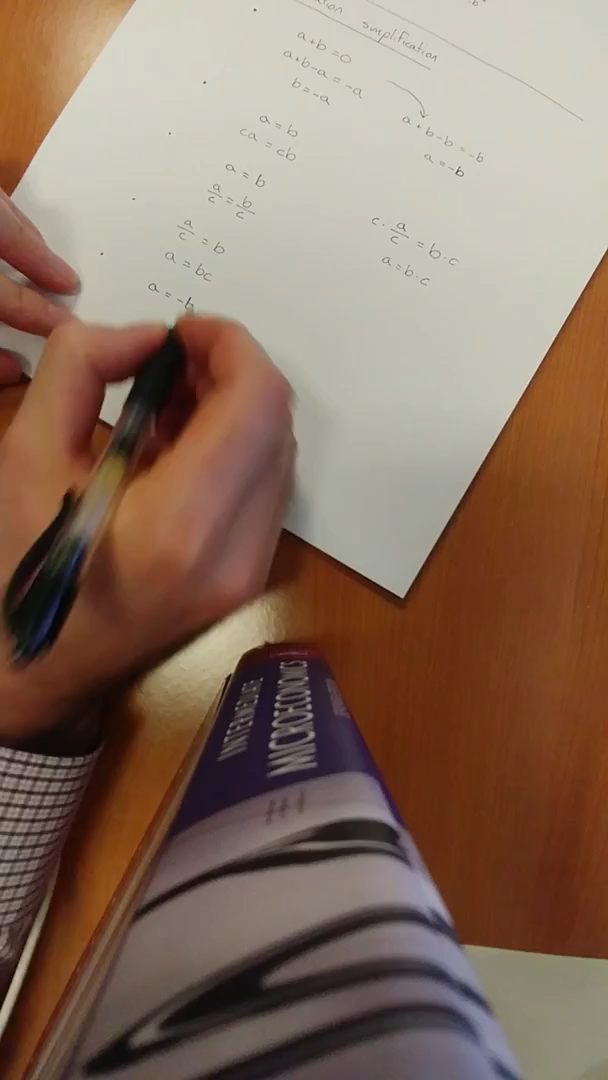 simplification
a+b=0
a+b-a = -a
b=-a
a+b-b = -b
a=-b
a = b
ca = cb
a = b
a/c = b/c
a/c = b
a = bc
c · a/c = b·c
a=b·c
a = -b
INTERMEDIATE
MICROECONOMICS